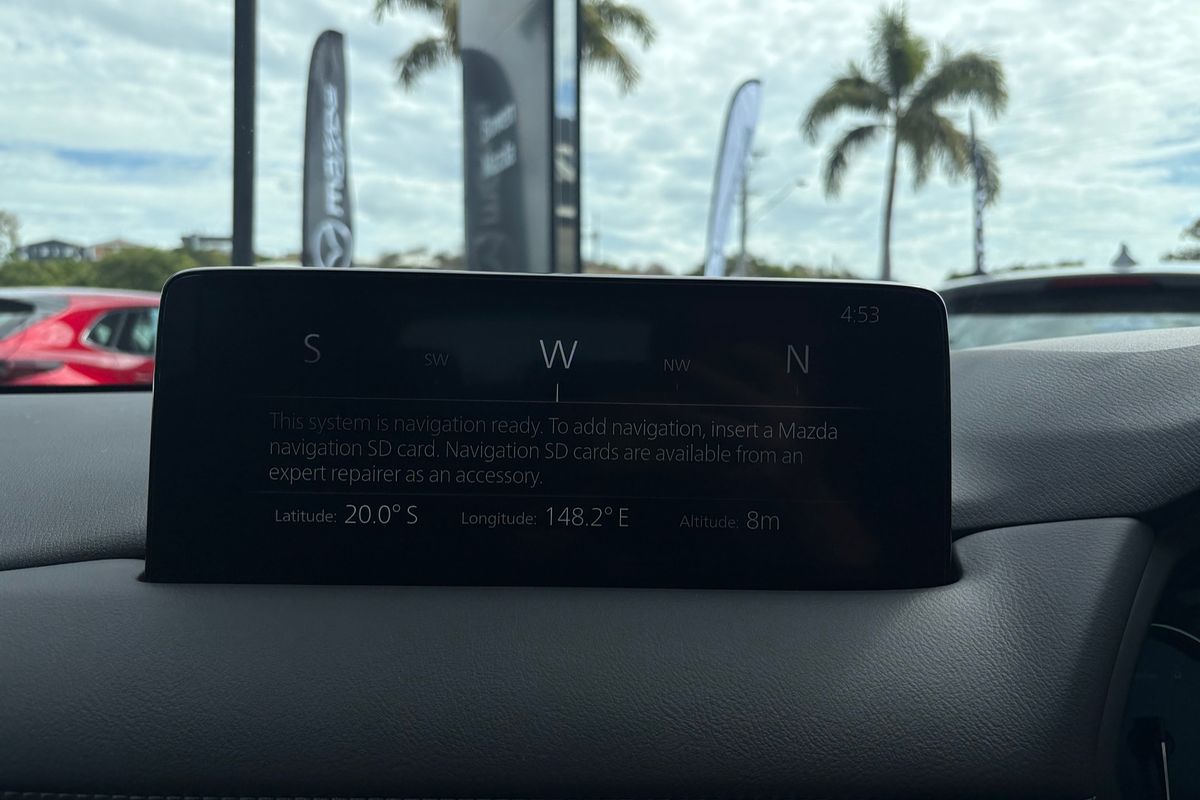 mazda
4:53
S SW W NW N
This system is navigation ready. To add navigation, insert a Mazda
navigation SD card. Navigation SD cards are available from an
expert repairer as an accessory.
Latitude: 20.0° S Longitude: 148.2° E Altitude: 8m